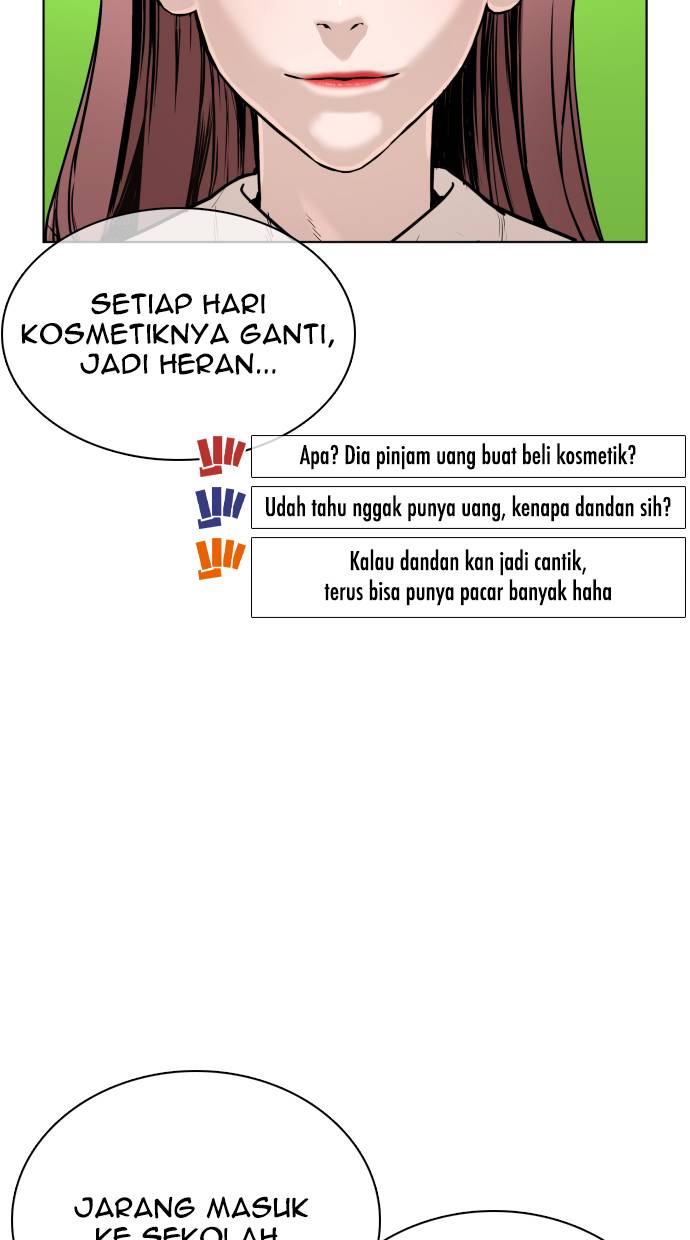 SETIAP HARI
KOSMETIKNYA GANTI,
JADI HERAN...
Apa? Dia pinjam uang buat beli kosmetik?
Udah tahu nggak punya uang, kenapa dandan sih?
Kalau dandan kan jadi cantik,
terus bisa punya pacar banyak haha
JARANG MASUK
KE SEKOLAH